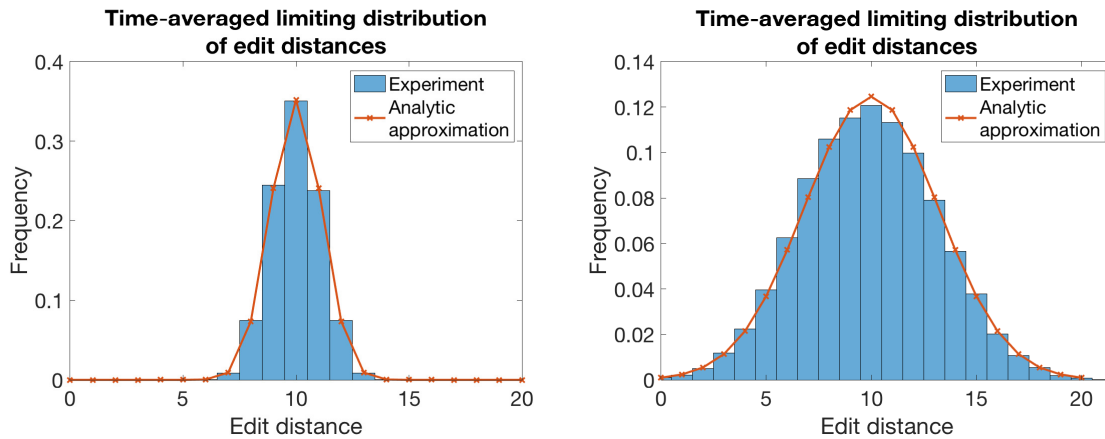 Time-averaged limiting distribution
of edit distances
0.4
0.3
0.2
0.1
0
Frequency
Experiment
Analytic
approximation
0 5 10 15 20
Edit distance
Time-averaged limiting distribution
of edit distances
0.14
0.12
0.1
0.08
0.06
0.04
0.02
0
Frequency
Experiment
Analytic
approximation
0 5 10 15 20
Edit distance